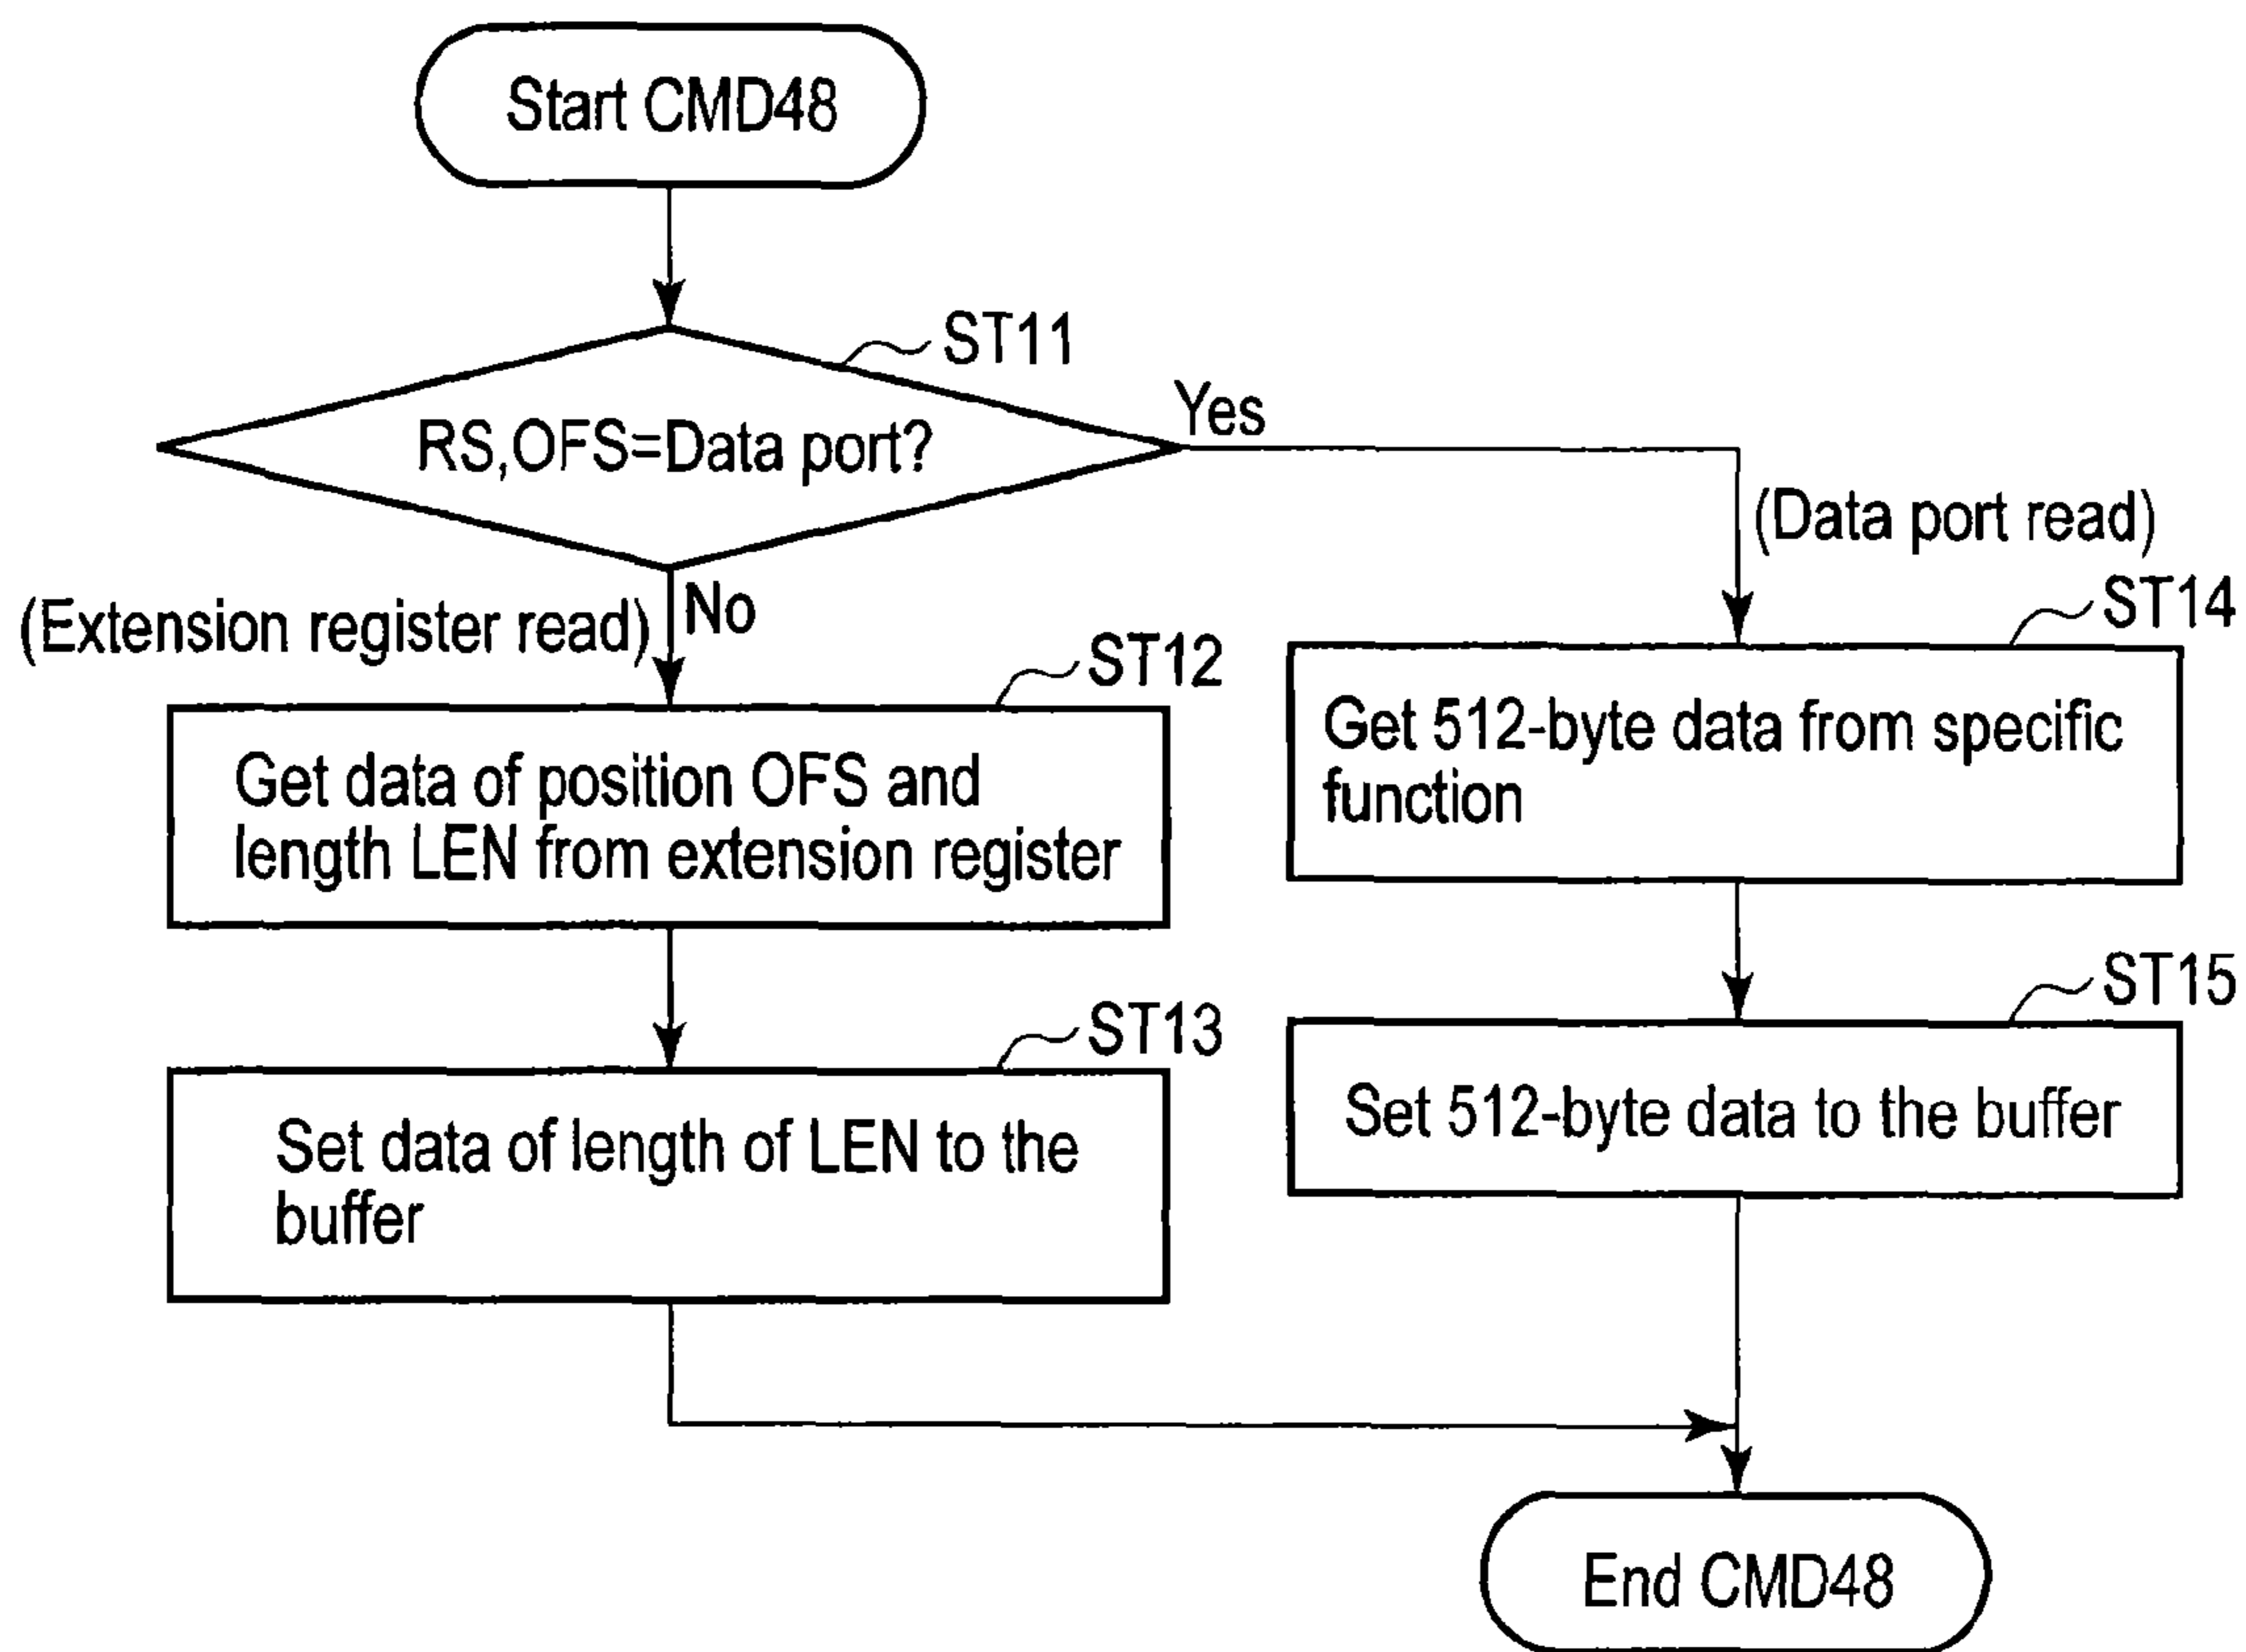 Start CMD48
ST11
RS,OFS=Data port?
Yes
(Data port read)
(Extension register read)
No
ST12
Get data of position OFS and
length LEN from extension register
ST14
Get 512-byte data from specific
function
ST13
Set data of length of LEN to the
buffer
ST15
Set 512-byte data to the buffer
End CMD48